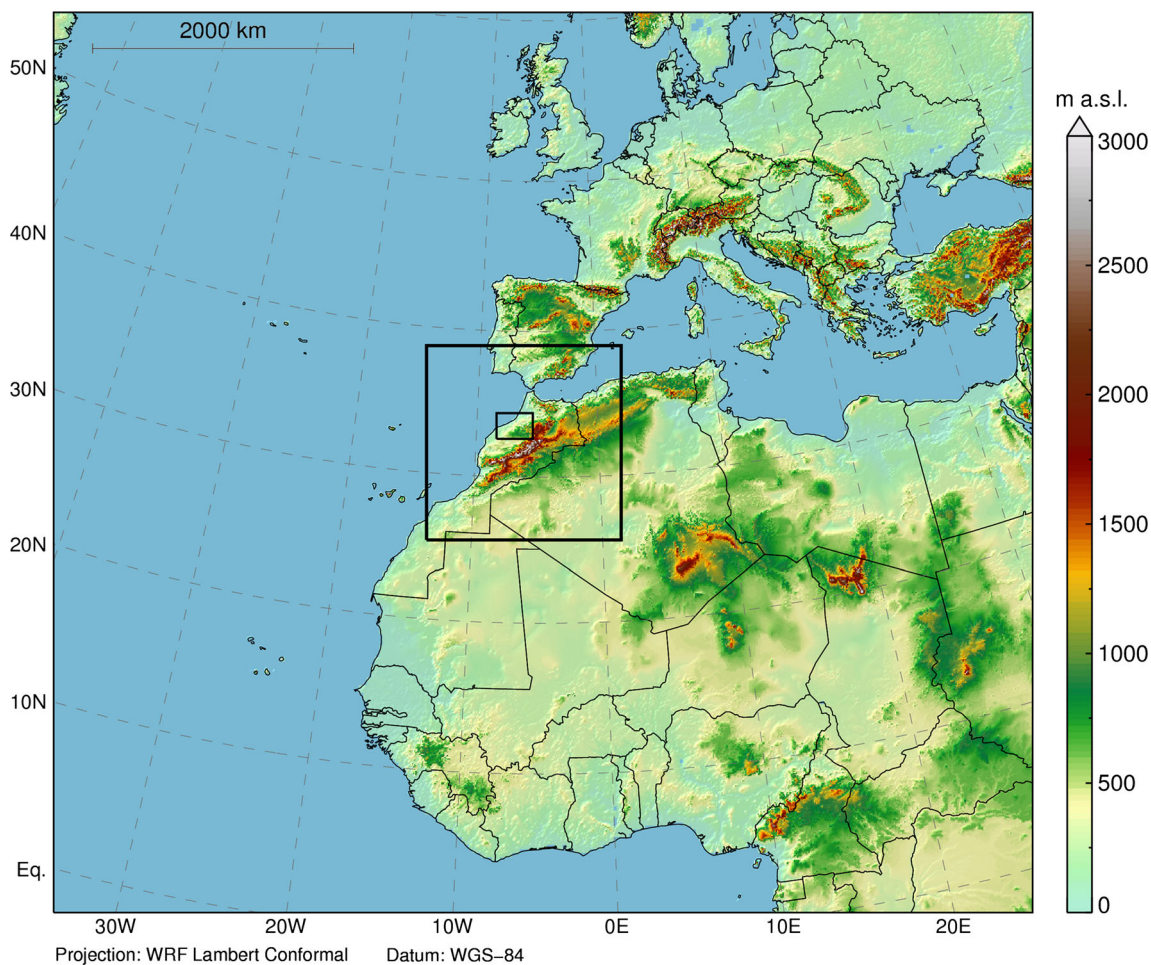 2000 km
50N
40N
30N
20N
10N
Eq.
30W
20W
10W
0E
10E
20E
m a.s.l.
3000
2500
2000
1500
1000
500
0
Projection: WRF Lambert Conformal Datum: WGS−84